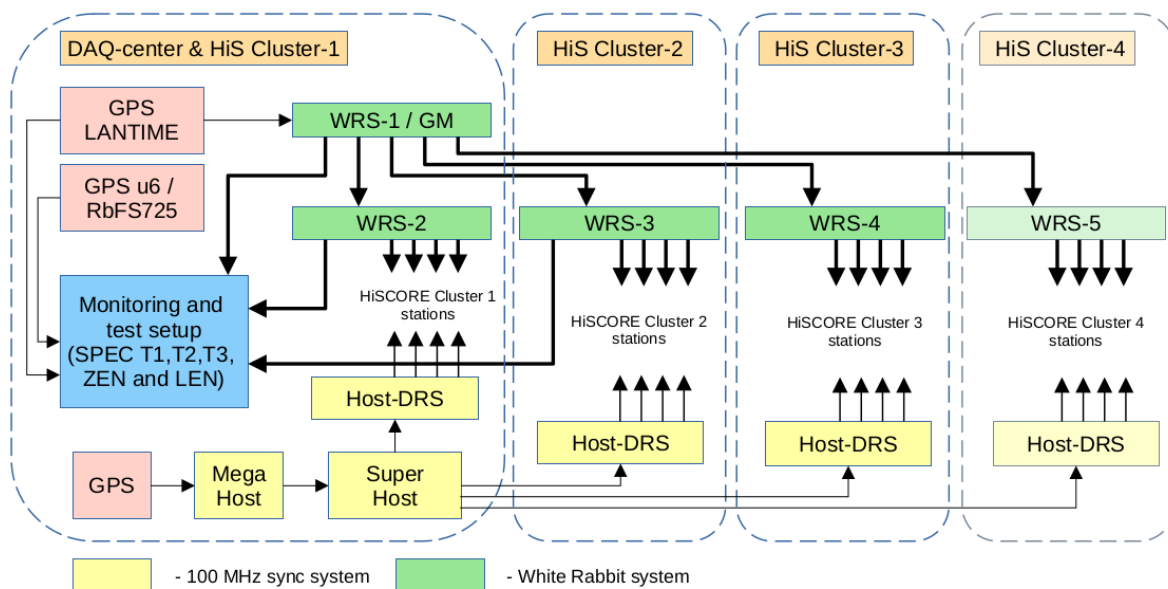 DAQ-center & HiS Cluster-1
HiS Cluster-2
HiS Cluster-3
HiS Cluster-4
GPS
LANTIME
WRS-1 / GM
GPS u6 /
RbFS725
WRS-2
WRS-3
WRS-4
WRS-5
Monitoring and
test setup
(SPEC T1,T2,T3,
ZEN and LEN)
HiSCORE Cluster 1
stations
HiSCORE Cluster 2
stations
HiSCORE Cluster 3
stations
HiSCORE Cluster 4
stations
Host-DRS
Host-DRS
Host-DRS
Host-DRS
GPS
Mega
Host
Super
Host
- 100 MHz sync system
- White Rabbit system